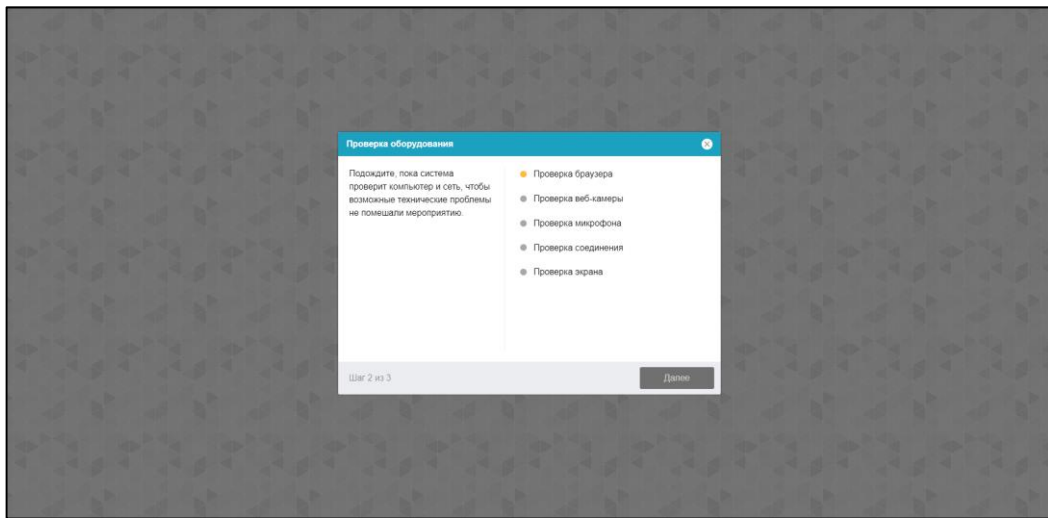 Проверка оборудования
Подождите, пока система
проверит компьютер и сеть, чтобы
возможные технические проблемы
не помешали мероприятию.
Проверка браузера
Проверка веб-камеры
Проверка микрофона
Проверка соединения
Проверка экрана
Шаг 2 из 3
Далее